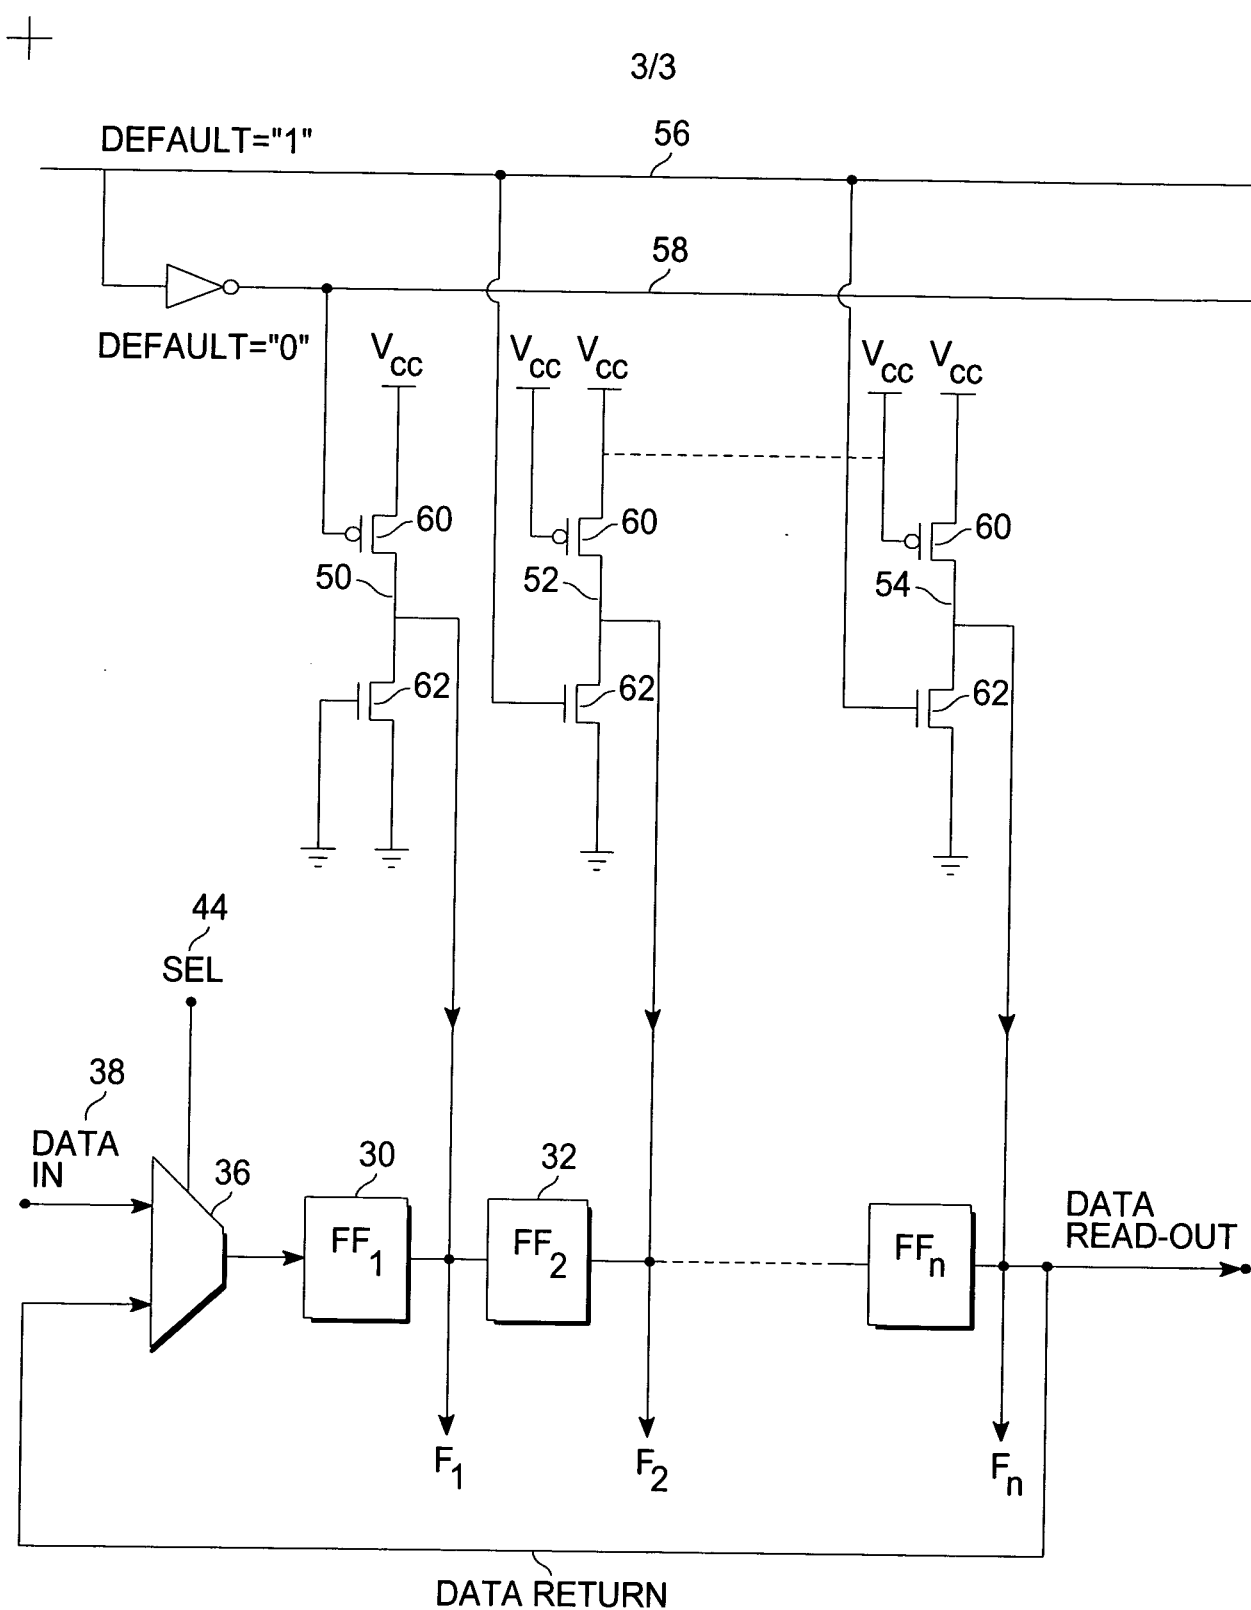 3/3
DEFAULT="1"
56
58
DEFAULT="0"
VCC
VCC VCC
VCC VCC
60
60
60
50
52
54
62
62
62
44
SEL
38
DATA
IN
36
30
32
FF1
FF2
FFn
DATA
READ-OUT
F1
F2
Fn
DATA RETURN